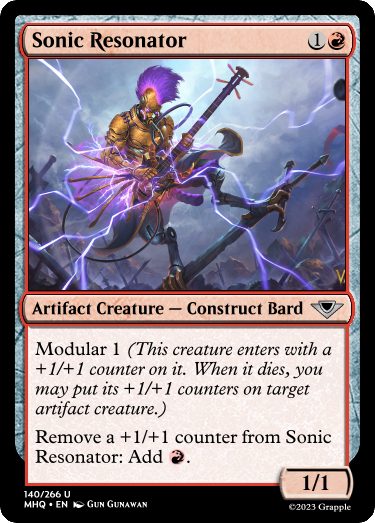 Sonic Resonator 1
Artifact Creature — Construct Bard
Modular 1 (This creature enters with a
+1/+1 counter on it. When it dies, you
may put its +1/+1 counters on target
artifact creature.)
Remove a +1/+1 counter from Sonic
Resonator: Add .
1/1
140/266 U
MHQ • EN Gun Gunawan
©2023 Grapple